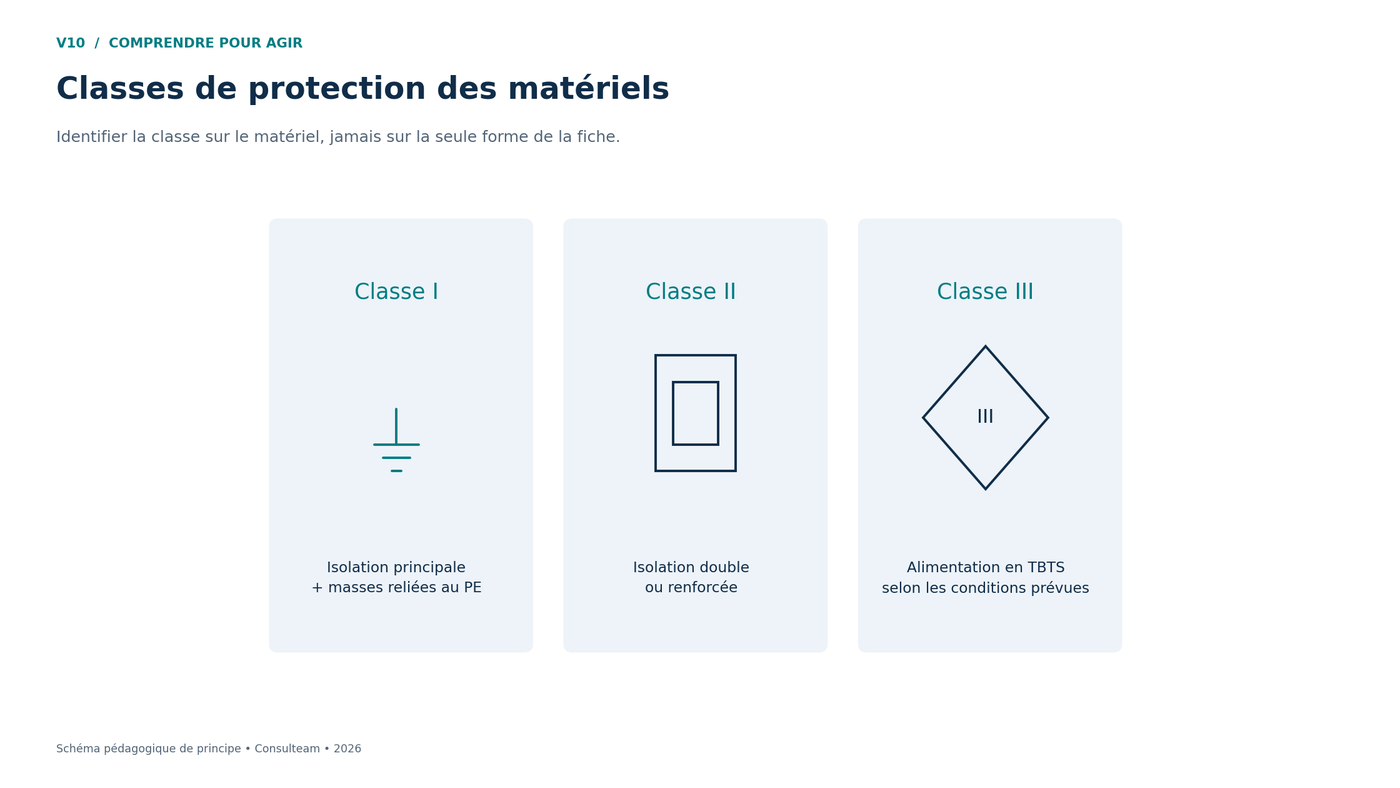 V10 / COMPRENDRE POUR AGIR
Classes de protection des matériels
Identifier la classe sur le matériel, jamais sur la seule forme de la fiche.
Classe I
Isolation principale
+ masses reliées au PE
Classe II
Isolation double
ou renforcée
Classe III
III
Alimentation en TBTS
selon les conditions prévues
Schéma pédagogique de principe • Consulteam • 2026